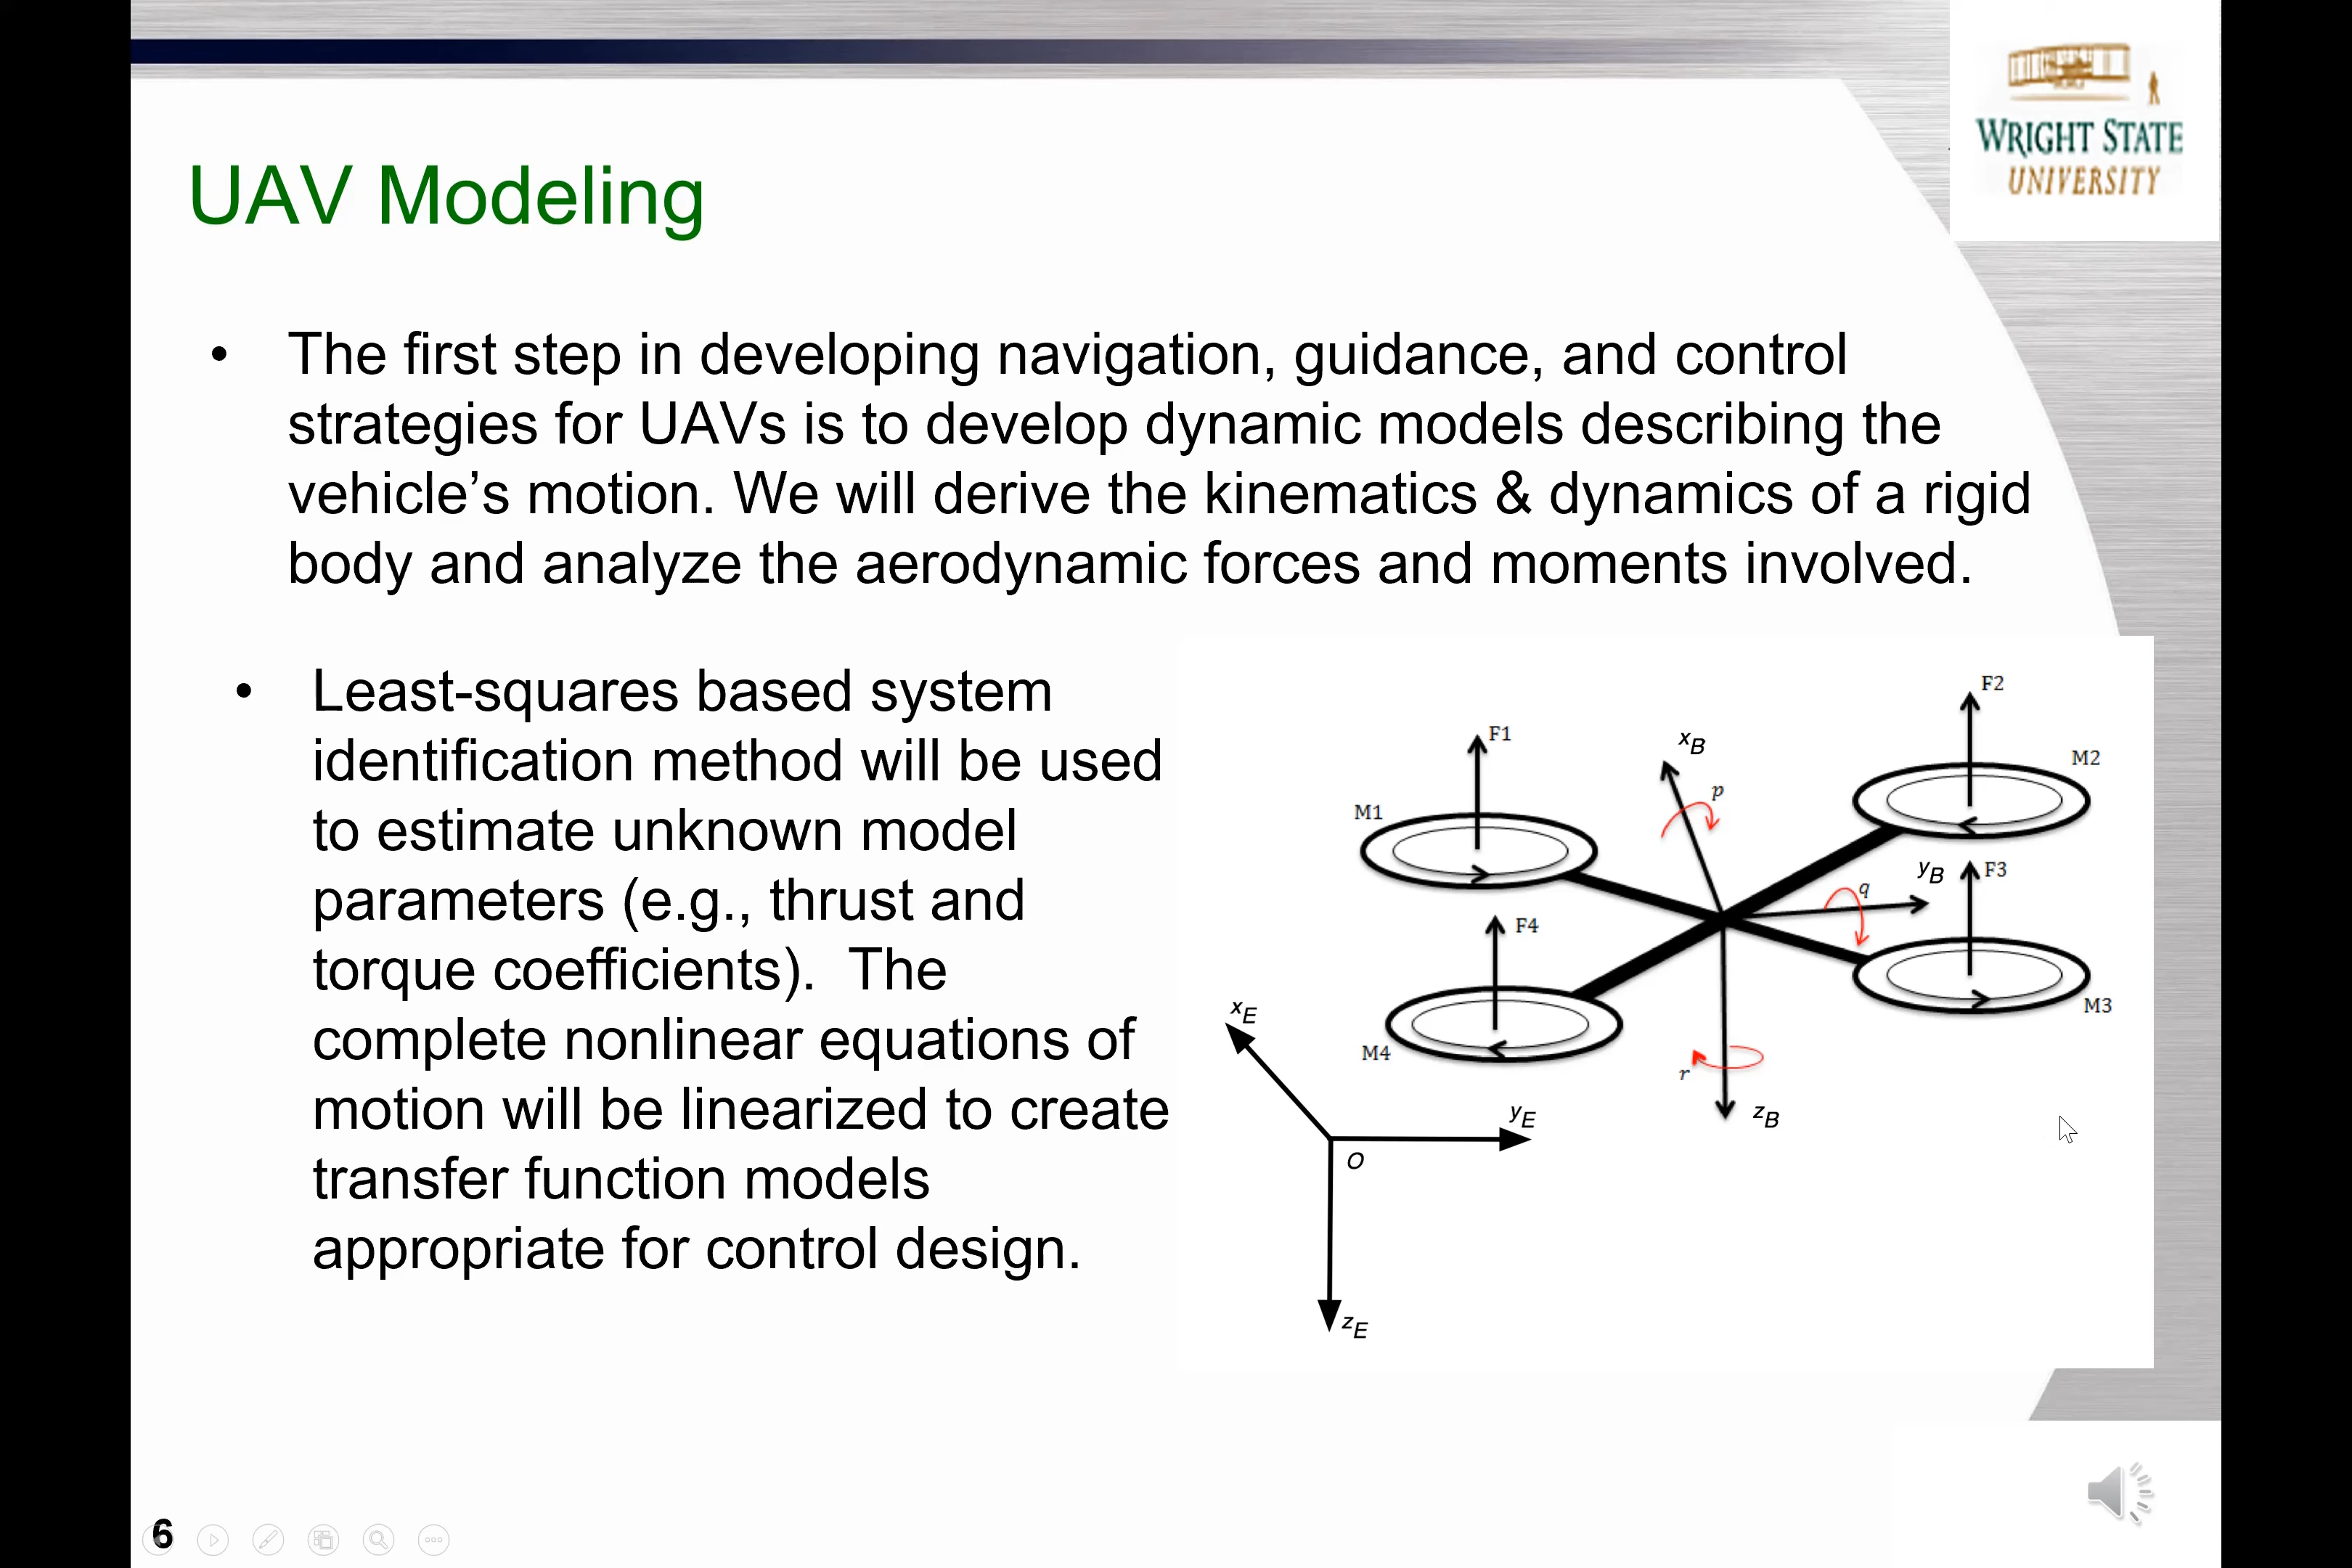 WRIGHT STATE
UNIVERSITY
UAV Modeling
• The first step in developing navigation, guidance, and control
strategies for UAVs is to develop dynamic models describing the
vehicle’s motion. We will derive the kinematics & dynamics of a rigid
body and analyze the aerodynamic forces and moments involved.
• Least-squares based system
identification method will be used
to estimate unknown model
parameters (e.g., thrust and
torque coefficients).  The
complete nonlinear equations of
motion will be linearized to create
transfer function models
appropriate for control design.
F1
F2
xB
M2
p
M1
yB
F3
q
F4
xE
M3
M4
r
yE
zB
O
zE
6